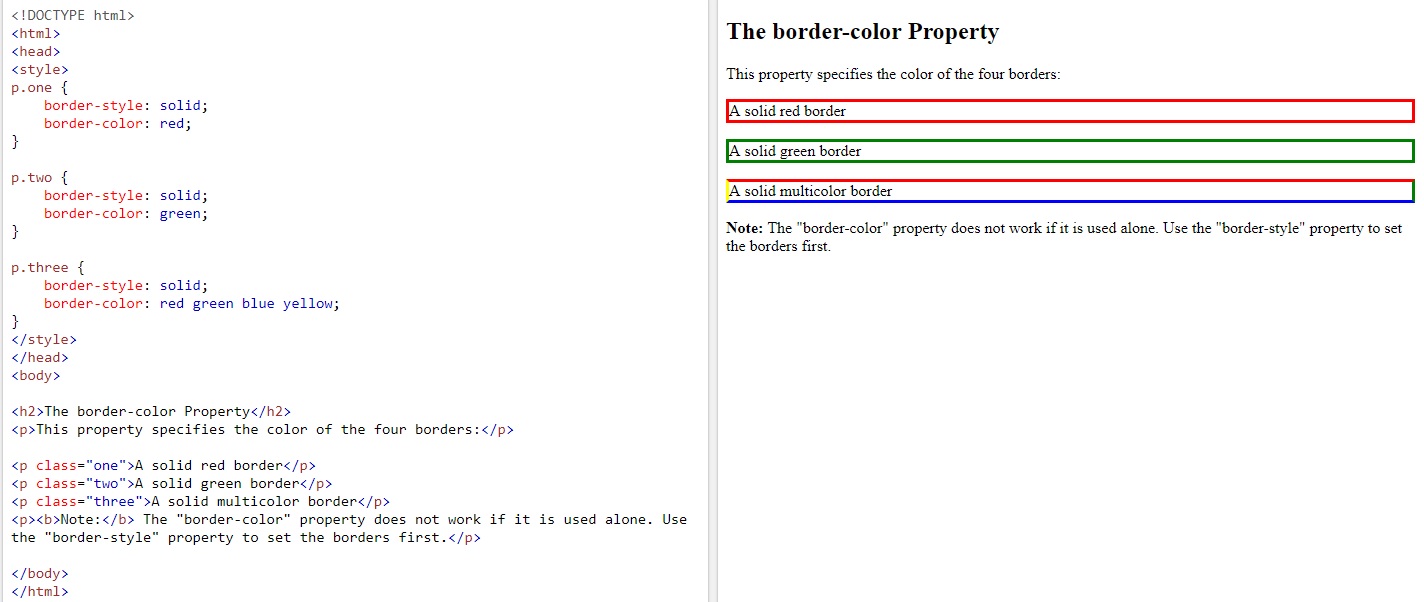 <!DOCTYPE html>
<html>
<head>
<style>
p.one {
    border-style: solid;
    border-color: red;
}

p.two {
    border-style: solid;
    border-color: green;
}

p.three {
    border-style: solid;
    border-color: red green blue yellow;
}
</style>
</head>
<body>

<h2>The border-color Property</h2>
<p>This property specifies the color of the four borders:</p>

<p class="one">A solid red border</p>
<p class="two">A solid green border</p>
<p class="three">A solid multicolor border</p>
<p><b>Note:</b> The "border-color" property does not work if it is used alone. Use
the "border-style" property to set the borders first.</p>

</body>
</html>
The border-color Property
This property specifies the color of the four borders:
A solid red border
A solid green border
A solid multicolor border
Note: The "border-color" property does not work if it is used alone. Use the "border-style" property to set
the borders first.